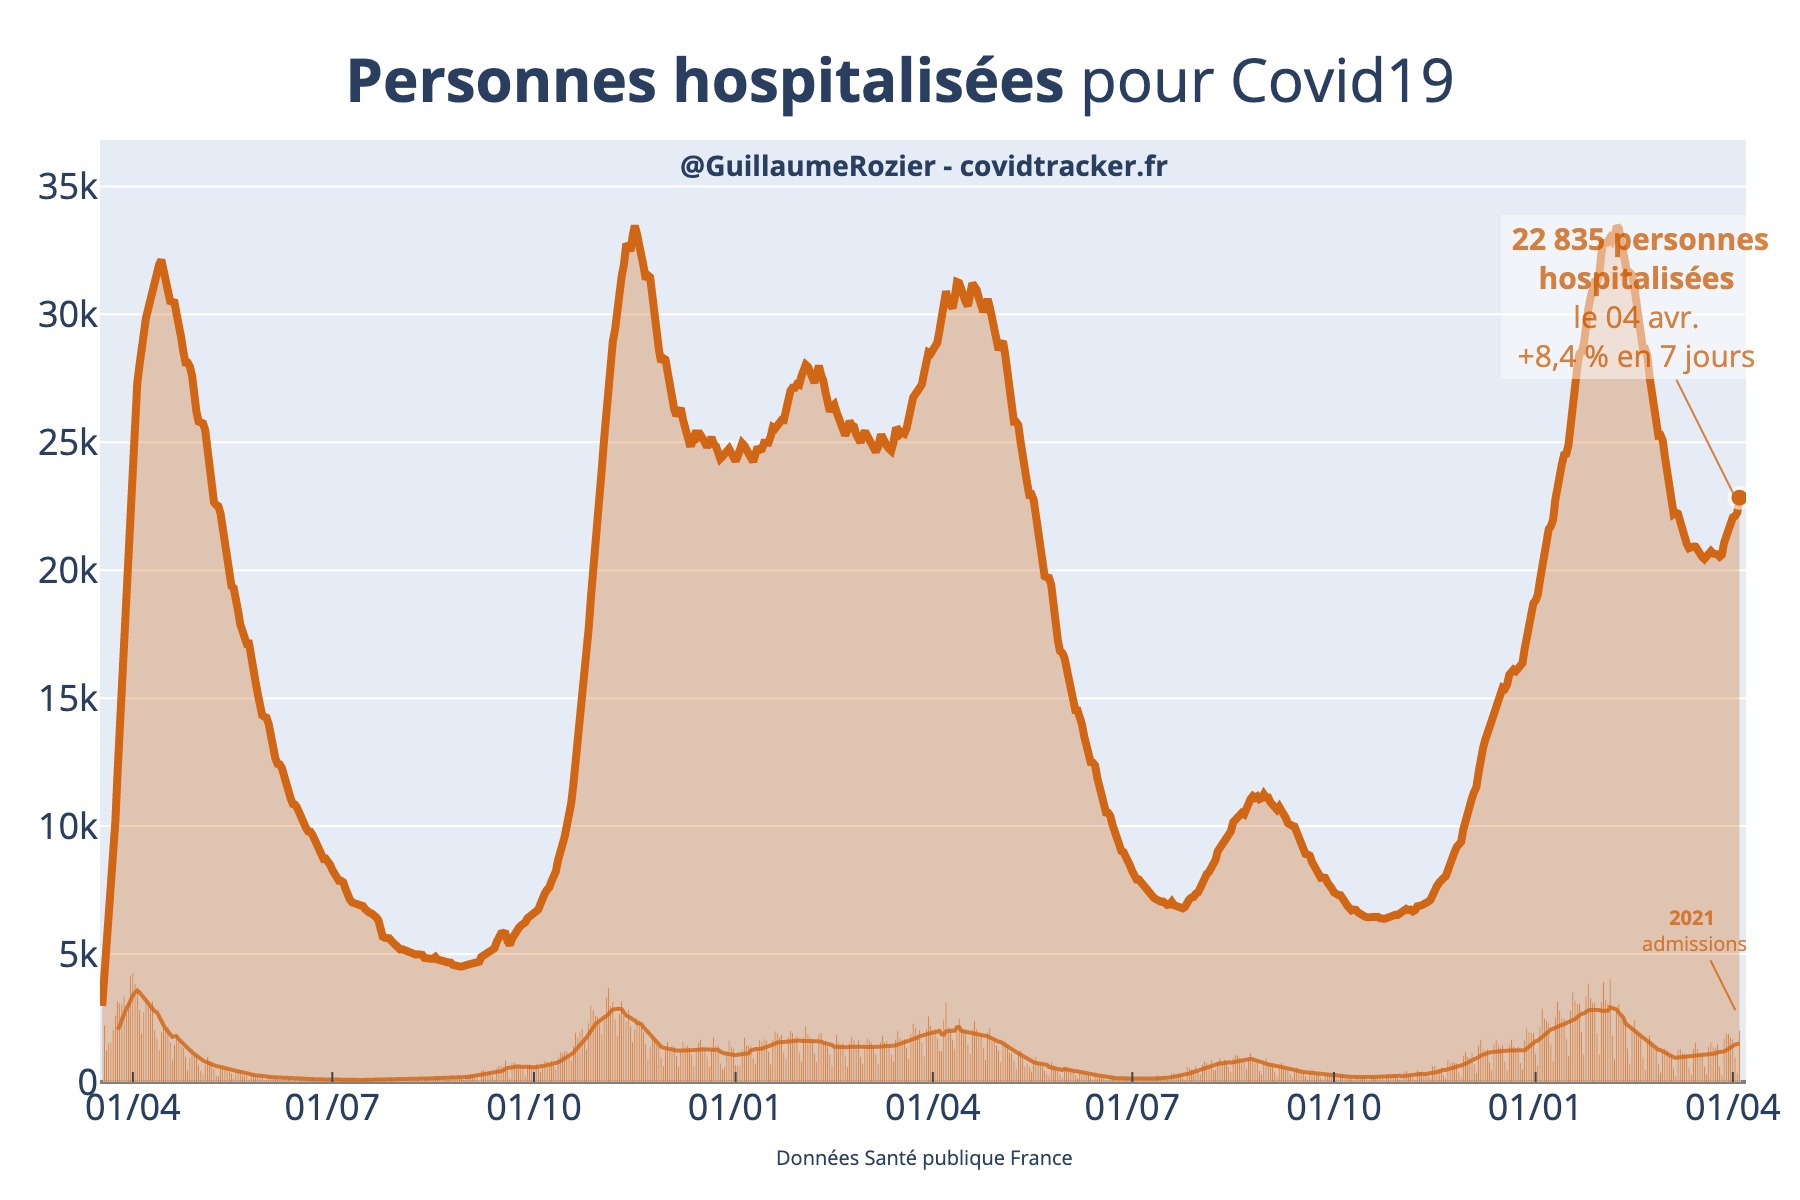 Personnes hospitalisées pour Covid19
@GuillaumeRozier - covidtracker.fr
35k
30k
25k
20k
15k
10k
5k
0
22 835 personnes
hospitalisées
le 04 avr.
+8,4 % en 7 jours
2021
admissions
01/04
01/07
01/10
01/01
01/04
01/07
01/10
01/01
01/04
Données Santé publique France